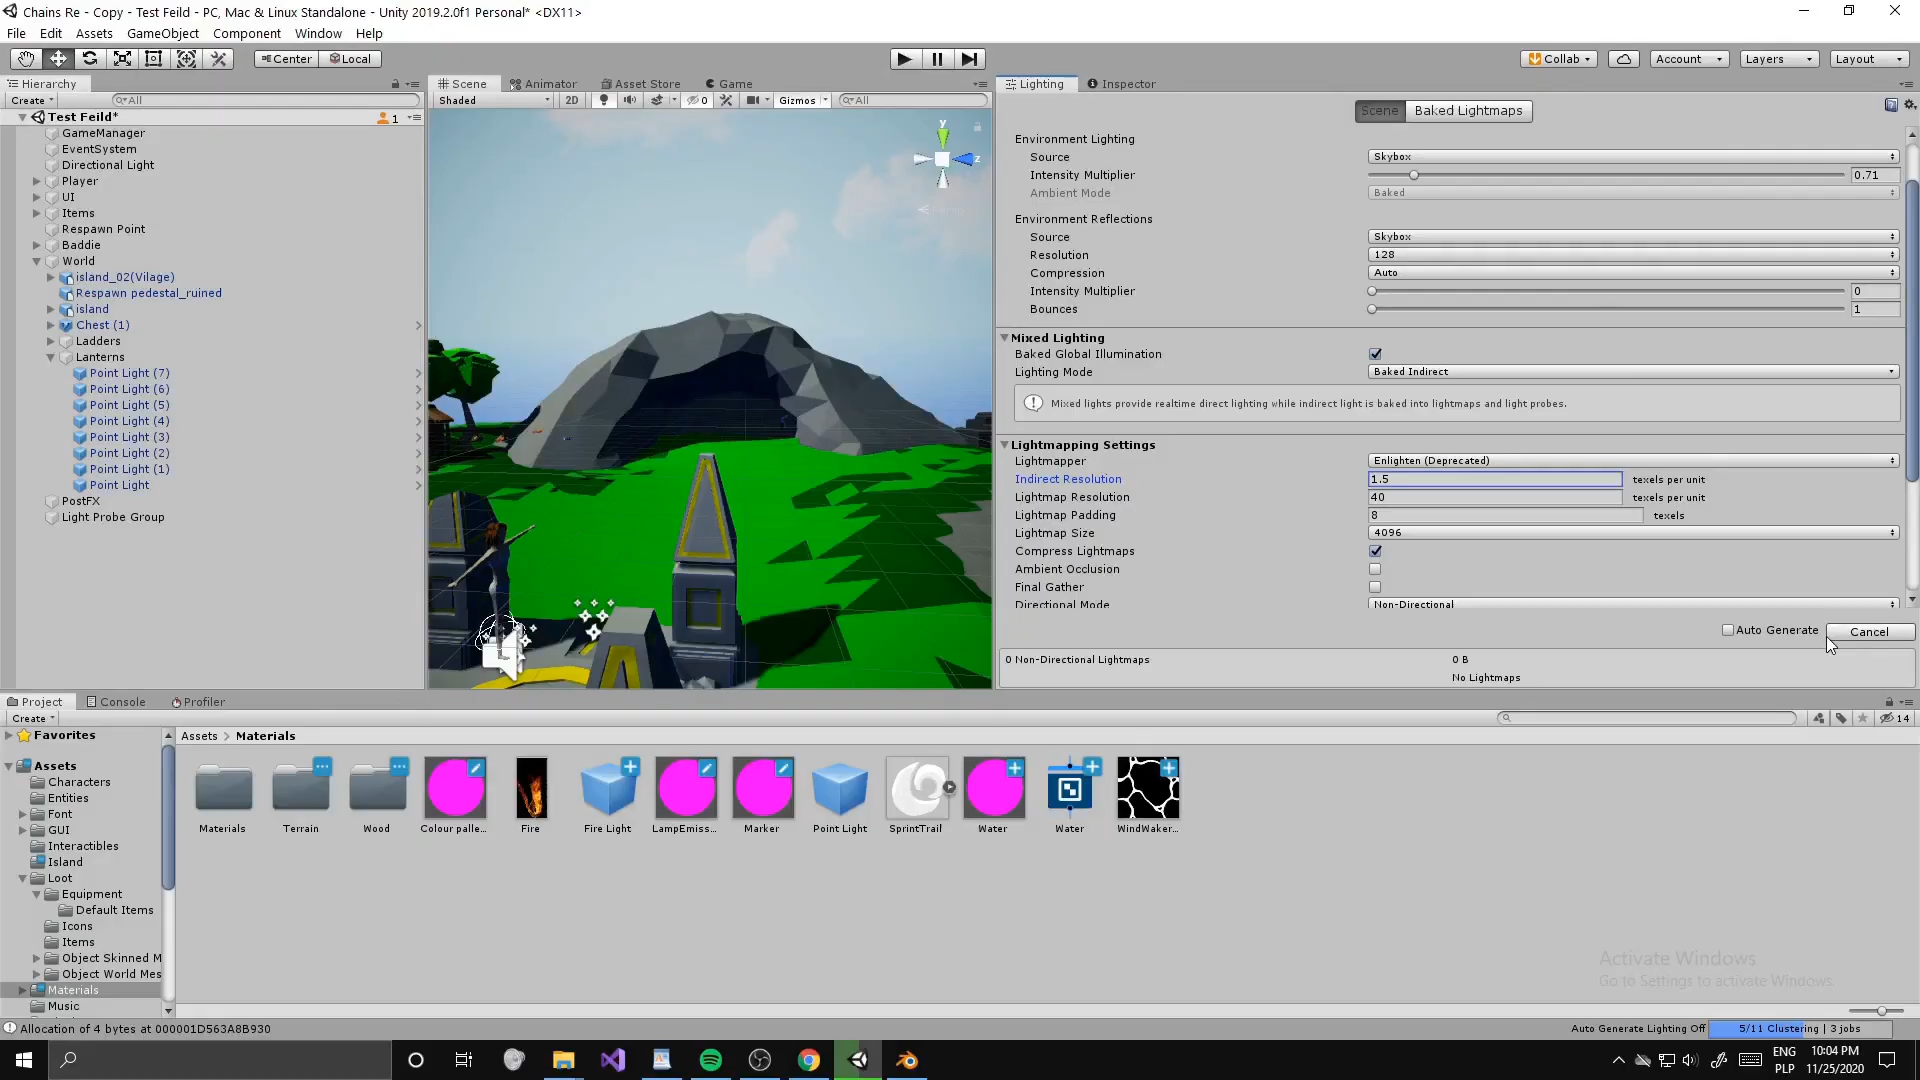 Chains Re - Copy - Test Feild - PC, Mac & Linux Standalone - Unity 2019.2.0f1 Personal* <DX11>
File Edit Assets GameObject Component Window Help
Center Local
Collab Account Layers Layout
Hierarchy
Create All
Test Feild* 1
GameManager
EventSystem
Directional Light
Player
UI
Items
Respawn Point
Baddie
World
island_02(Vilage)
Respawn pedestal_ruined
island
Chest (1)
Ladders
Lanterns
Point Light (7)
Point Light (6)
Point Light (5)
Point Light (4)
Point Light (3)
Point Light (2)
Point Light (1)
Point Light
PostFX
Light Probe Group
Scene Animator Asset Store Game
Shaded 2D 0 Gizmos All
y
z
Lighting Inspector
Scene Baked Lightmaps
Environment Lighting
Source Skybox
Intensity Multiplier 0.71
Ambient Mode Baked
Environment Reflections
Source Skybox
Resolution 128
Compression Auto
Intensity Multiplier 0
Bounces 1
Mixed Lighting
Baked Global Illumination
Lighting Mode Baked Indirect
Mixed lights provide realtime direct lighting while indirect light is baked into lightmaps and light probes.
Lightmapping Settings
Lightmapper Enlighten (Deprecated)
Indirect Resolution 1.5 texels per unit
Lightmap Resolution 40 texels per unit
Lightmap Padding 8 texels
Lightmap Size 4096
Compress Lightmaps
Ambient Occlusion
Final Gather
Directional Mode Non-Directional
Auto Generate Cancel
0 Non-Directional Lightmaps 0 B
No Lightmaps
Project Console Profiler
Create 14
Favorites
Assets
Characters
Entities
Font
GUI
Interactibles
Island
Loot
Equipment
Default Items
Icons
Items
Object Skinned M
Object World Mes
Materials
Music
Assets > Materials
Materials Terrain Wood Colour palle... Fire Fire Light LampEmiss... Marker Point Light SprintTrail Water Water WindWaker...
Activate Windows
Go to Settings to activate Windows.
Allocation of 4 bytes at 000001D563A8B930
Auto Generate Lighting Off 5/11 Clustering | 3 jobs
ENG
PLP
10:04 PM
11/25/2020